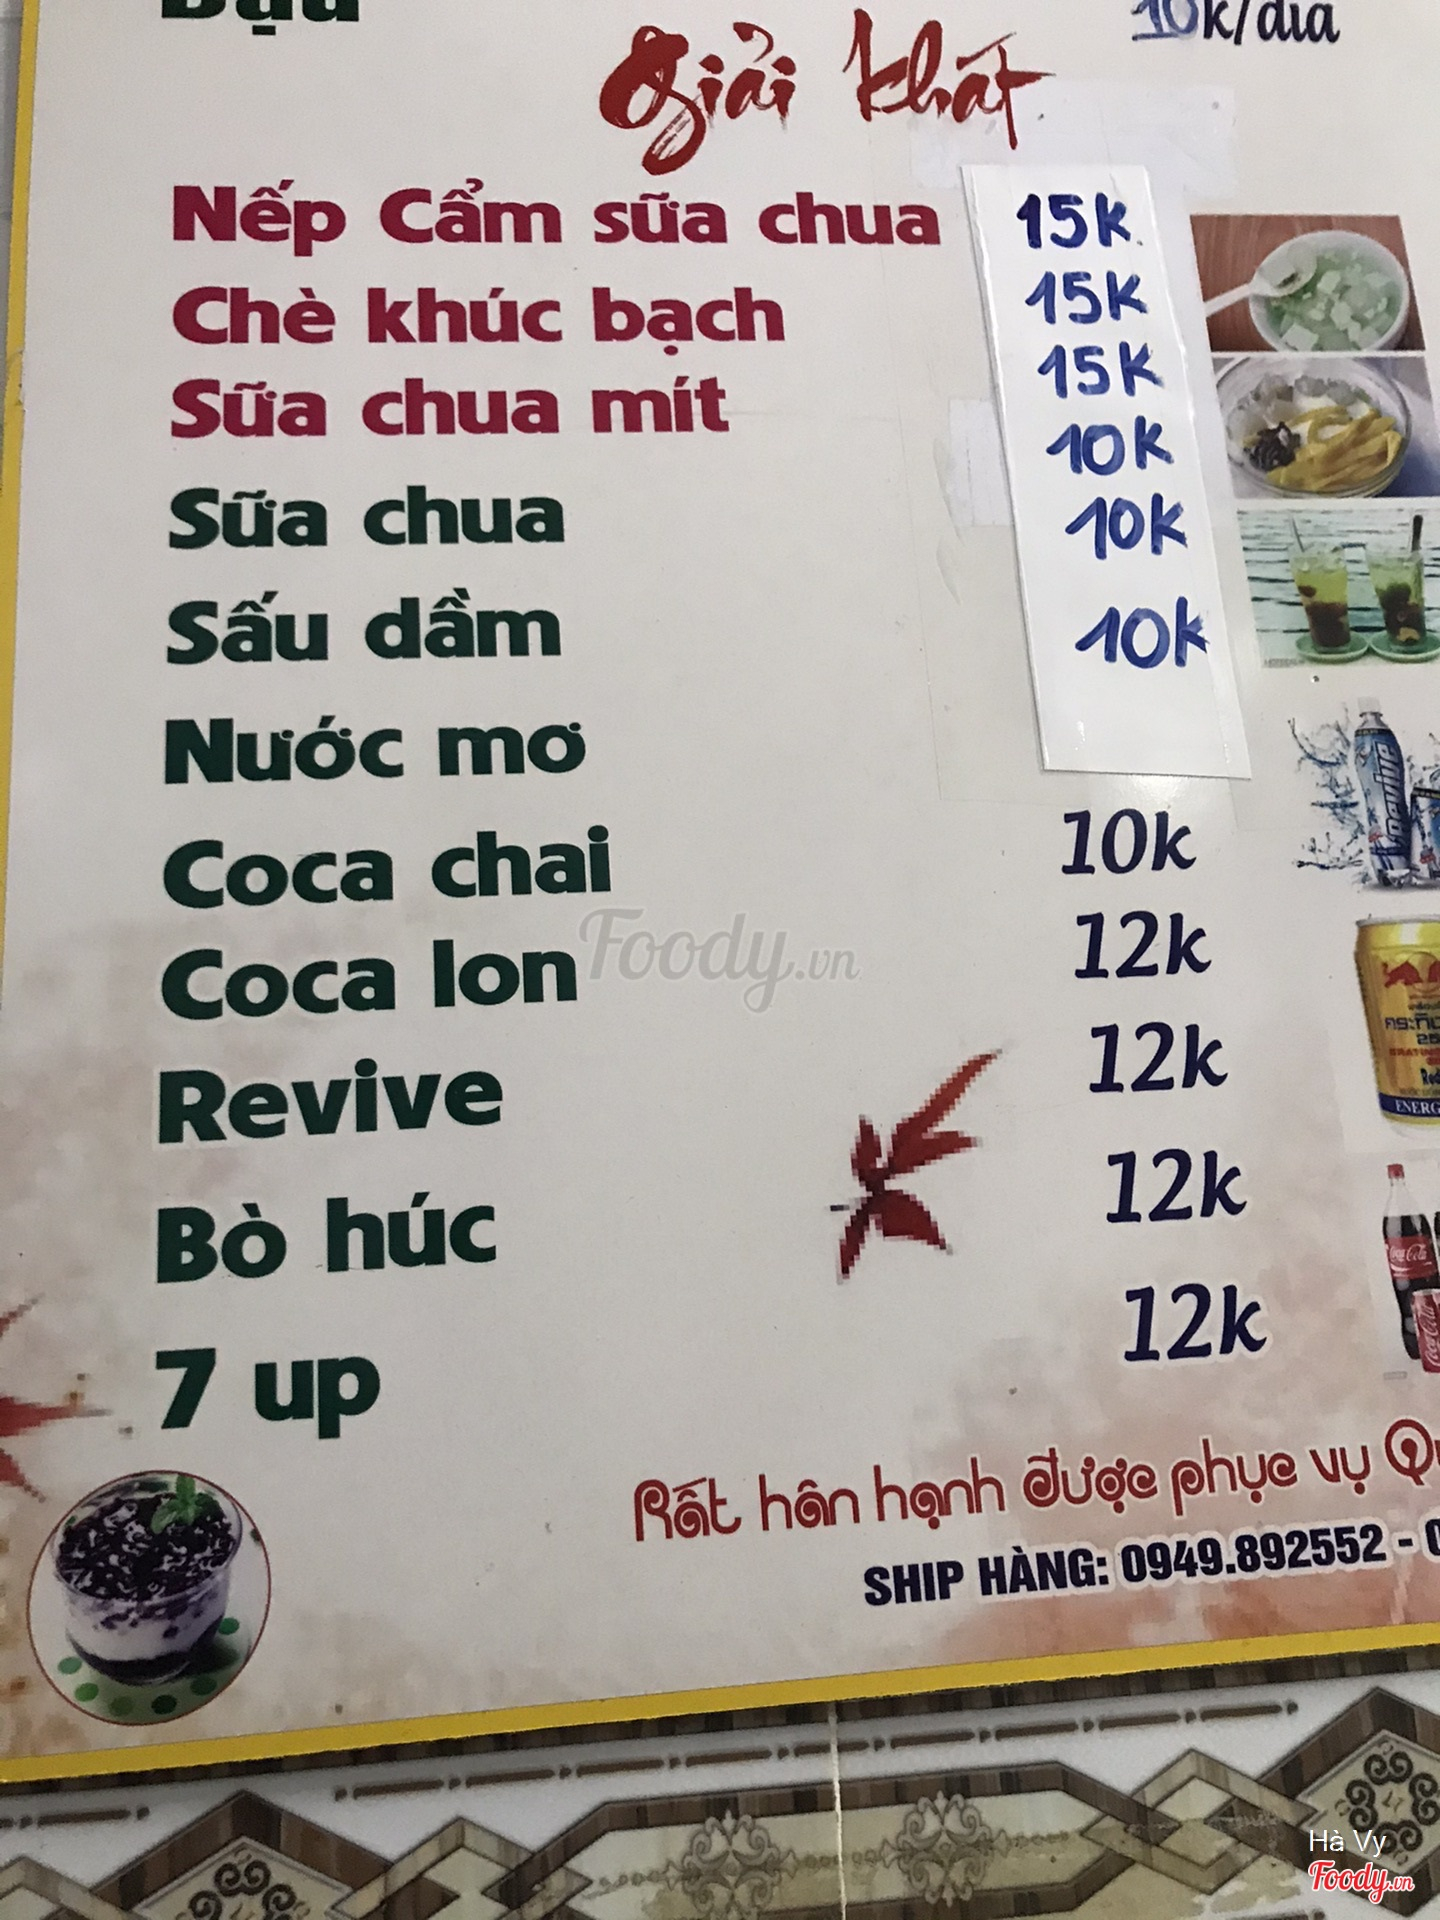 Đậu 10k/đĩa
Giải khát
Nếp Cẩm sữa chua 15k
Chè khúc bạch 15k
Sữa chua mít 15k
Sữa chua 10k
Sấu dầm 10k
Nước mơ 10k
Coca chai 10k
Coca lon 12k
Revive 12k
Bò húc 12k
7 up 12k
Foody.vn
Rất hân hạnh được phục vụ
SHIP HÀNG: 0949.892552 -
Hà Vy
Foody.vn